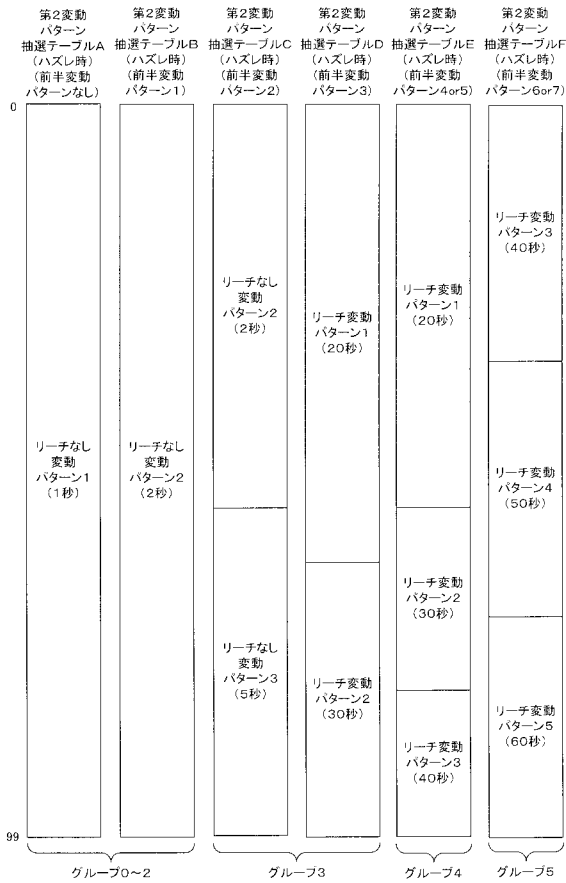 第2変動
パターン
抽選テーブルA
(ハズレ時)
(前半変動
パターンなし)
第2変動
パターン
抽選テーブルB
(ハズレ時)
(前半変動
パターン1)
第2変動
パターン
抽選テーブルC
(ハズレ時)
(前半変動
パターン2)
第2変動
パターン
抽選テーブルD
(ハズレ時)
(前半変動
パターン3)
第2変動
パターン
抽選テーブルE
(ハズレ時)
(前半変動
パターン4or5)
第2変動
パターン
抽選テーブルF
(ハズレ時)
(前半変動
パターン6or7)
0
リーチなし
変動
パターン1
(1秒)
リーチなし
変動
パターン2
(2秒)
リーチなし
変動
パターン2
(2秒)
リーチなし
変動
パターン3
(5秒)
リーチ変動
パターン1
(20秒)
リーチ変動
パターン2
(30秒)
リーチ変動
パターン1
(20秒)
リーチ変動
パターン2
(30秒)
リーチ変動
パターン3
(40秒)
リーチ変動
パターン3
(40秒)
リーチ変動
パターン4
(50秒)
リーチ変動
パターン5
(60秒)
99
グループ0~2
グループ3
グループ4
グループ5